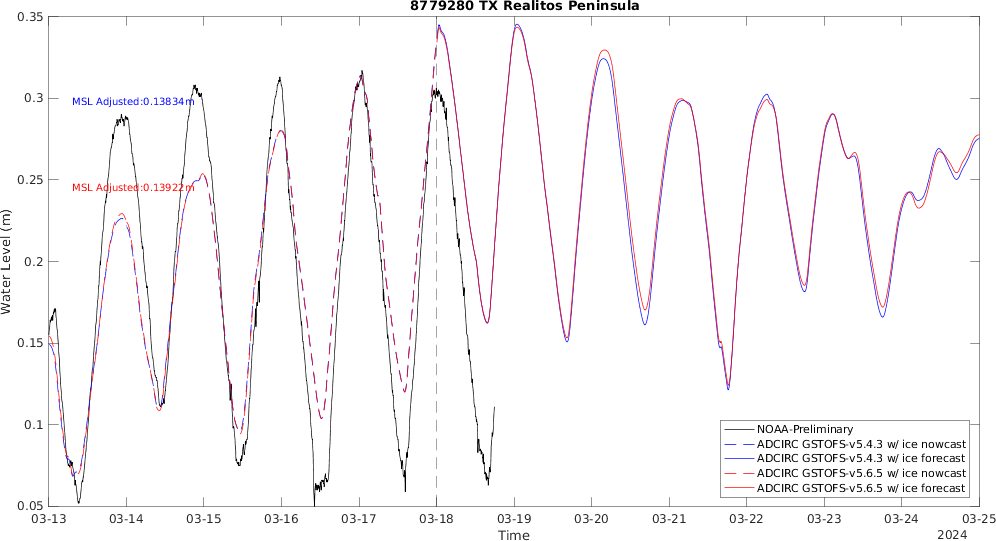 8779280 TX Realitos Peninsula
0.35
0.3
0.25
0.2
0.15
0.1
0.05
Water Level (m)
MSL Adjusted:0.13834m
MSL Adjusted:0.13922m
NOAA-Preliminary
ADCIRC GSTOFS-v5.4.3 w/ ice nowcast
ADCIRC GSTOFS-v5.4.3 w/ ice forecast
ADCIRC GSTOFS-v5.6.5 w/ ice nowcast
ADCIRC GSTOFS-v5.6.5 w/ ice forecast
03-13 03-14 03-15 03-16 03-17 03-18 03-19 03-20 03-21 03-22 03-23 03-24 03-25
Time
2024